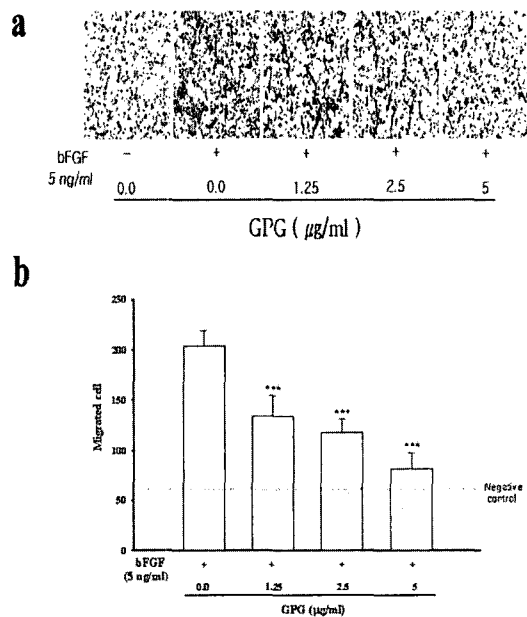 a
bFGF − + + + +
5 ng/ml 0.0 0.0 1.25 2.5 5
GPG ( μg/ml )
b
250
200
150
100
50
0
Migrated cell
*** *** ***
Negative
control
bFGF + + + +
(5 ng/ml)
0.0 1.25 2.5 5
GPG (μg/ml)